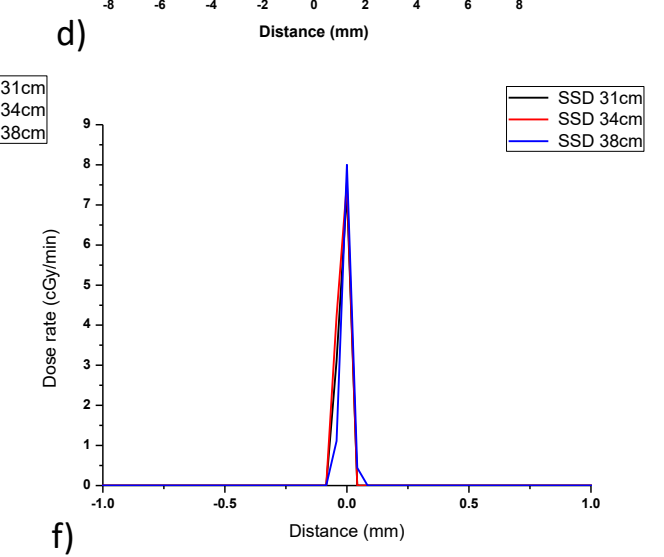 -8 -6 -4 -2 0 2 4 6 8
d)
Distance (mm)
31cm
34cm
38cm
SSD 31cm
SSD 34cm
SSD 38cm
9
8
7
6
5
4
3
2
1
0
Dose rate (cGy/min)
-1.0 -0.5 0.0 0.5 1.0
f)
Distance (mm)